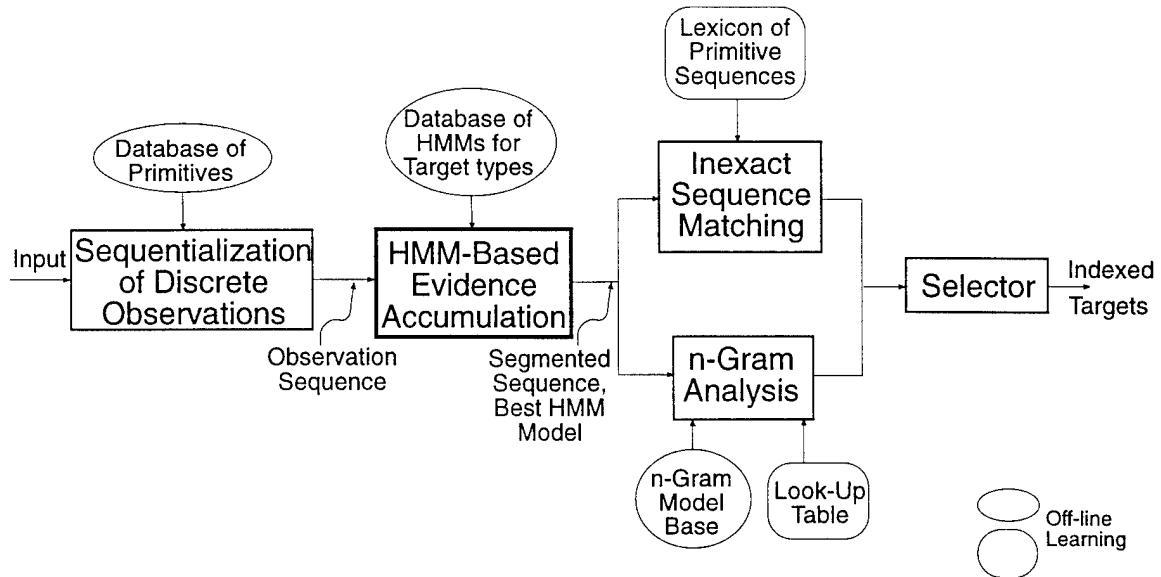 Lexicon of
Primitive
Sequences
Database of
HMMs for
Target types
Database of
Primitives
Inexact
Sequence
Matching
Input
Sequentialization
of Discrete
Observations
HMM-Based
Evidence
Accumulation
Selector
Indexed
Targets
Observation
Sequence
Segmented
Sequence,
Best HMM
Model
n-Gram
Analysis
n-Gram
Model
Base
Look-Up
Table
Off-line
Learning